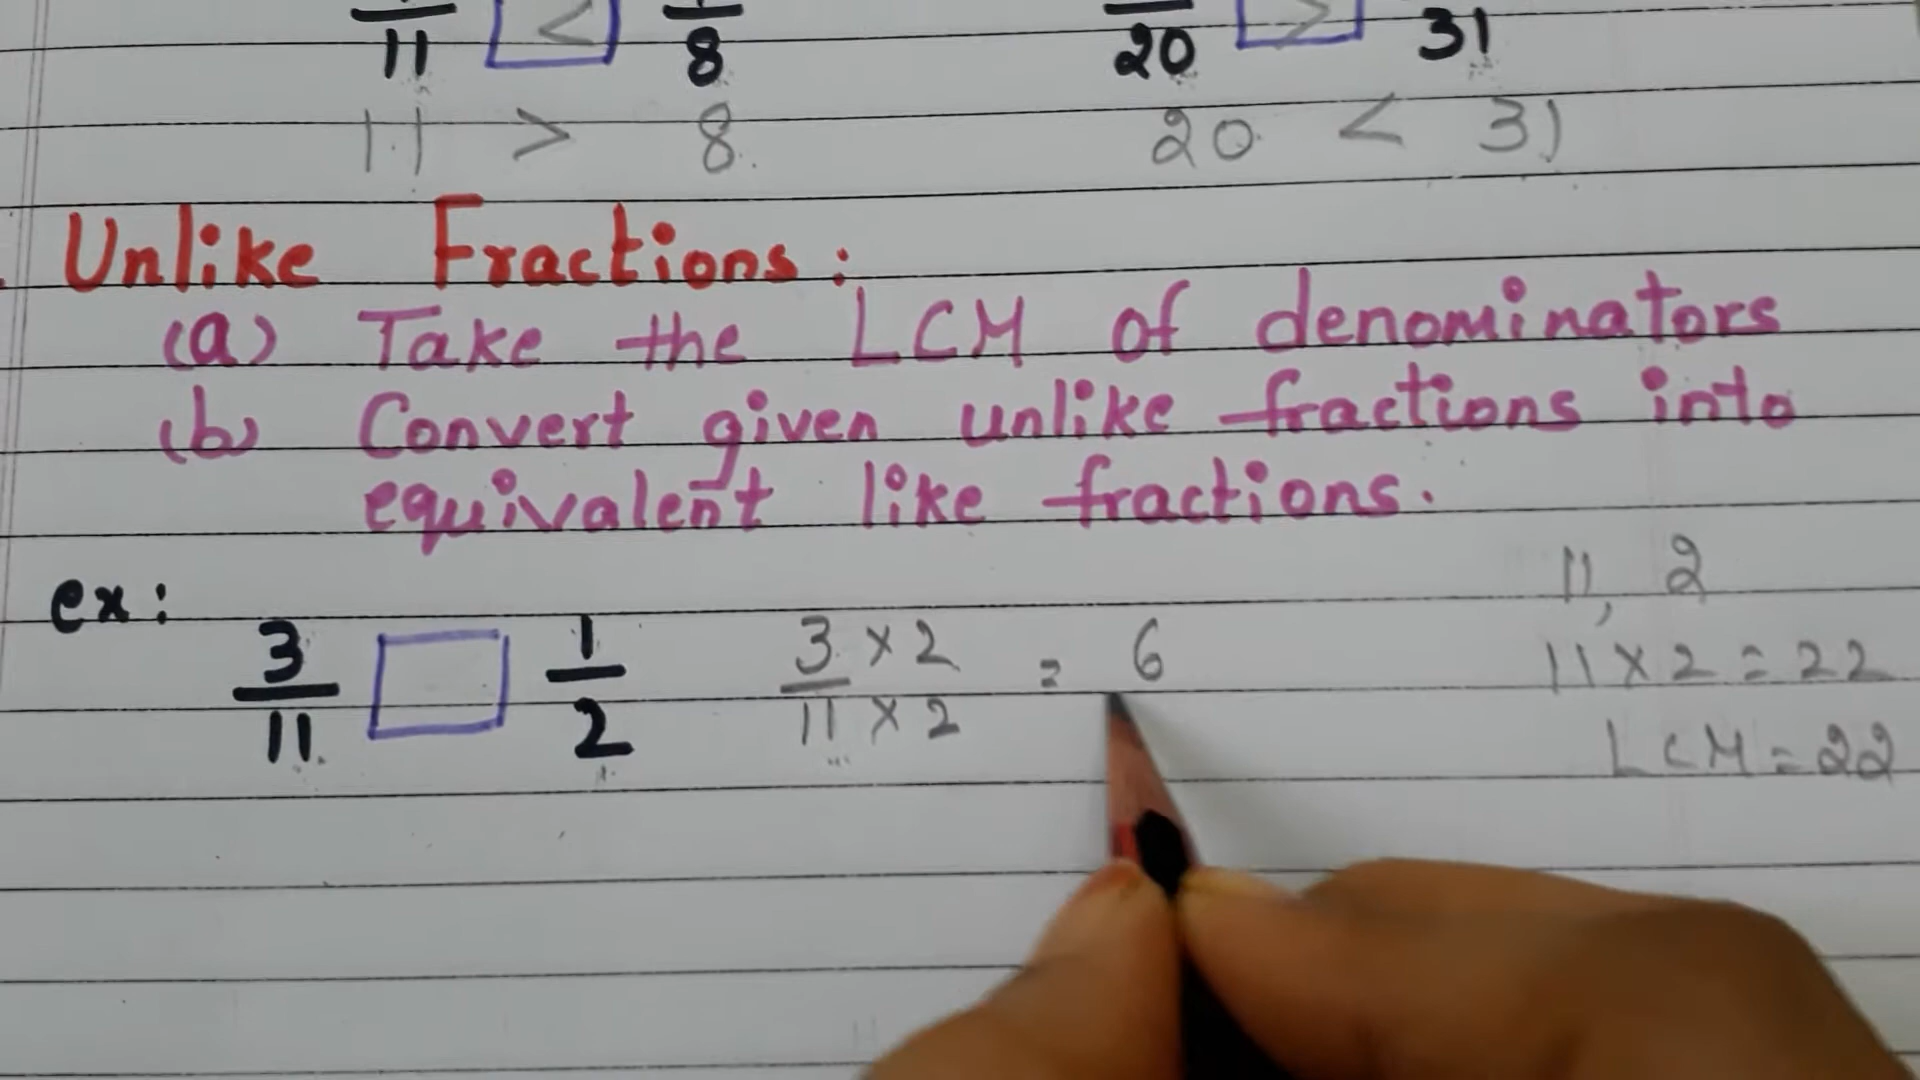 11 < 8 20 > 31
11 > 8 20 < 31
Unlike Fractions:
(a) Take the LCM of denominators
(b) Convert given unlike fractions into
equivalent like fractions.
ex:
3/11 1/2 3 × 2 / 11 × 2 = 6
11, 2
11 × 2 = 22
LCM = 22